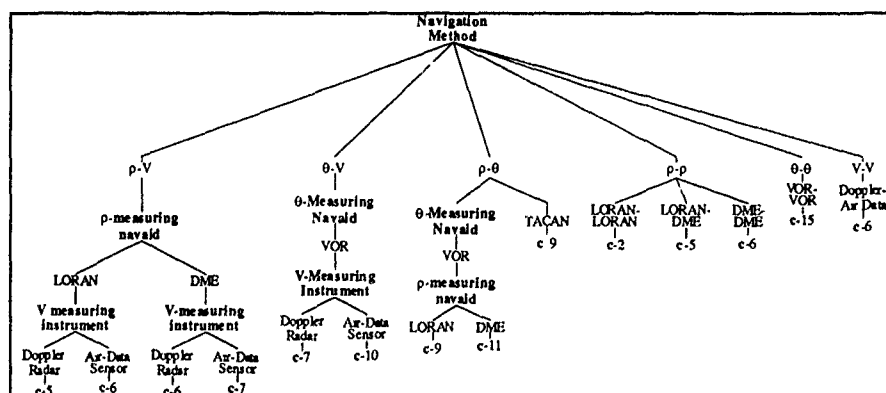 Navigation
Method
ρ-V
θ-V
ρ-θ
ρ-ρ
θ-θ
V-V
ρ-measuring
navaid
θ-Measuring
Navaid
θ-Measuring
Navaid
TACAN
c-9
LORAN-
LORAN
c-2
LORAN-
DME
c-5
DME-
DME
c-6
VOR-
VOR
c-15
Doppler-
Air Data
c-6
VOR
VOR
LORAN
DME
V-Measuring
Instrument
ρ-measuring
navaid
V measuring
instrument
V-measuring
instrument
Doppler
Radar
c-7
Air-Data
Sensor
c-10
LORAN
c-9
DME
c-11
Doppler
Radar
c-5
Air-Data
Sensor
c-6
Doppler
Radar
c-6
Air-Data
Sensor
c-7